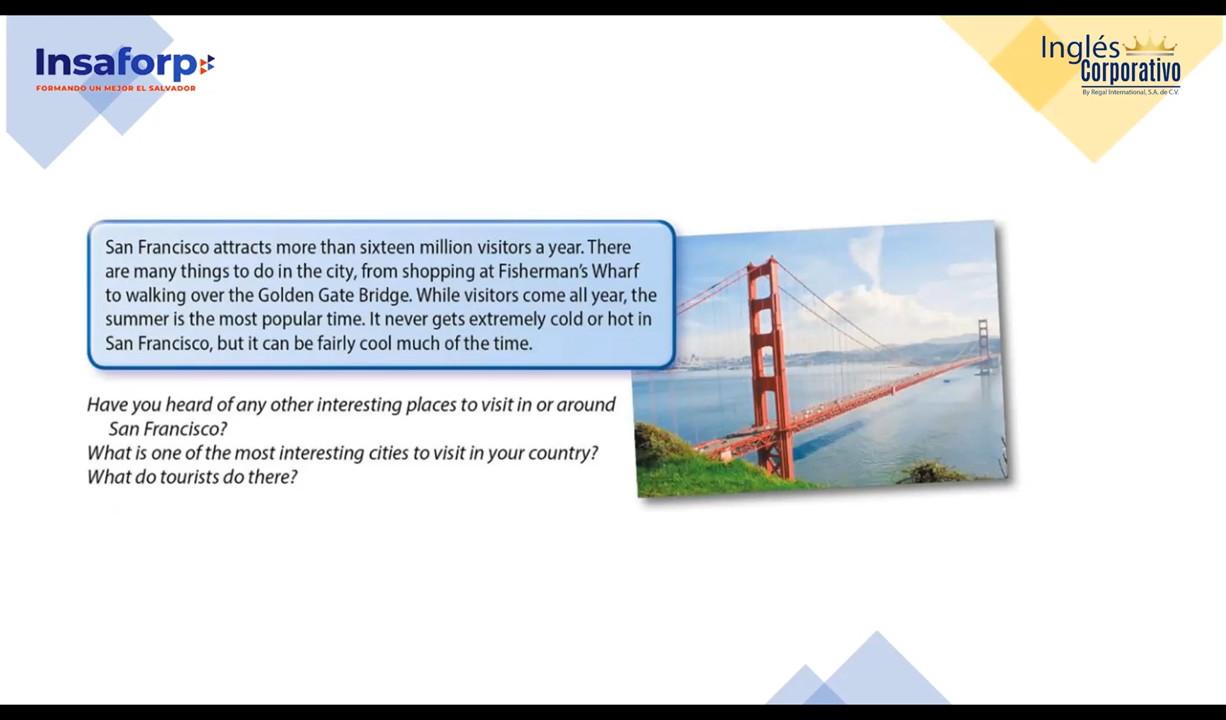 Insaforp
FORMANDO UN MEJOR EL SALVADOR
Inglés
Corporativo
By Regal International, S.A. de C.V.
San Francisco attracts more than sixteen million visitors a year. There
are many things to do in the city, from shopping at Fisherman's Wharf
to walking over the Golden Gate Bridge. While visitors come all year, the
summer is the most popular time. It never gets extremely cold or hot in
San Francisco, but it can be fairly cool much of the time.
Have you heard of any other interesting places to visit in or around
San Francisco?
What is one of the most interesting cities to visit in your country?
What do tourists do there?